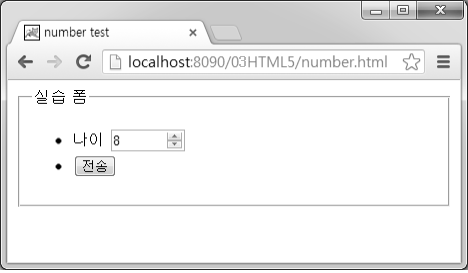 number test
localhost:8090/03HTML5/number.html
실습 폼
• 나이 8
• 전송